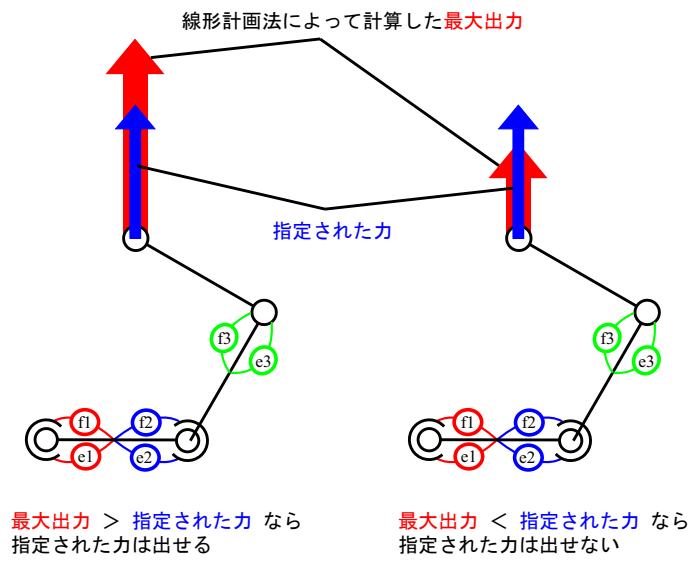 線形計画法によって計算した最大出力
指定された力
f3
e3
f1
f2
e1
e2
f3
e3
f1
f2
e1
e2
最大出力 > 指定された力 なら
指定された力は出せる
最大出力 < 指定された力 なら
指定された力は出せない